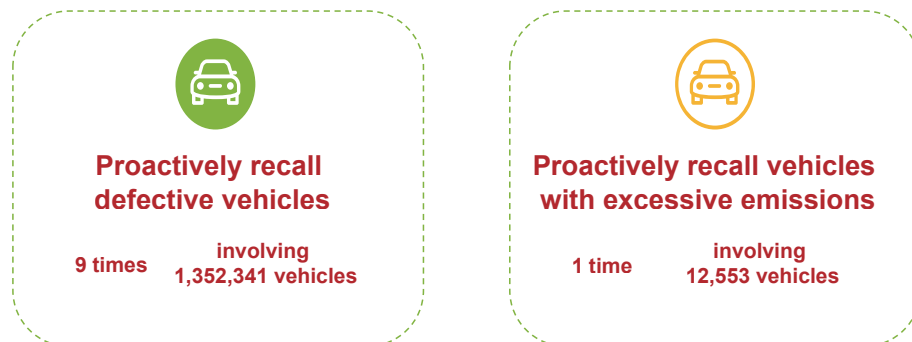 Proactively recall
defective vehicles
9 times
involving
1,352,341 vehicles
Proactively recall vehicles
with excessive emissions
1 time
involving
12,553 vehicles